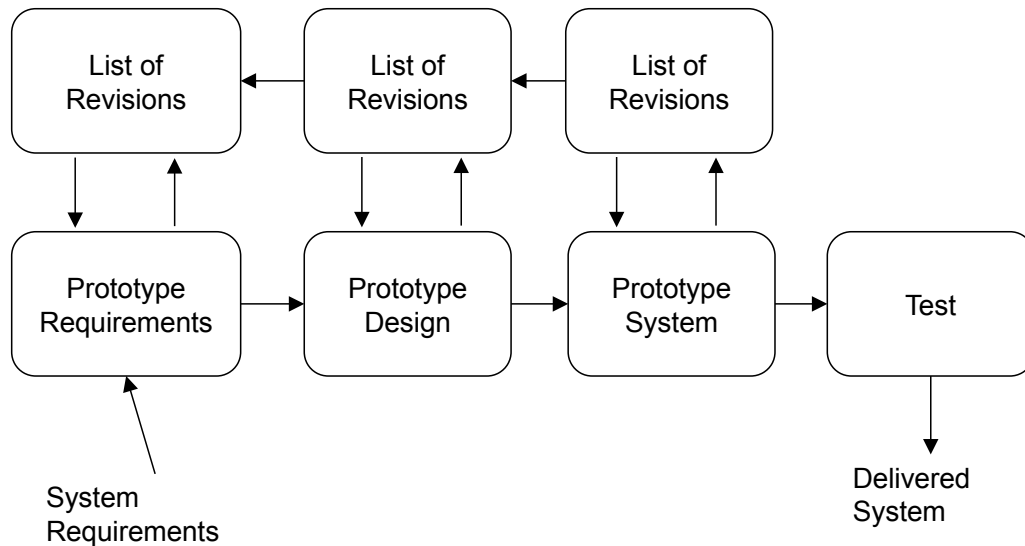 List of
Revisions
List of
Revisions
List of
Revisions
Prototype
Requirements
Prototype
Design
Prototype
System
Test
System
Requirements
Delivered
System